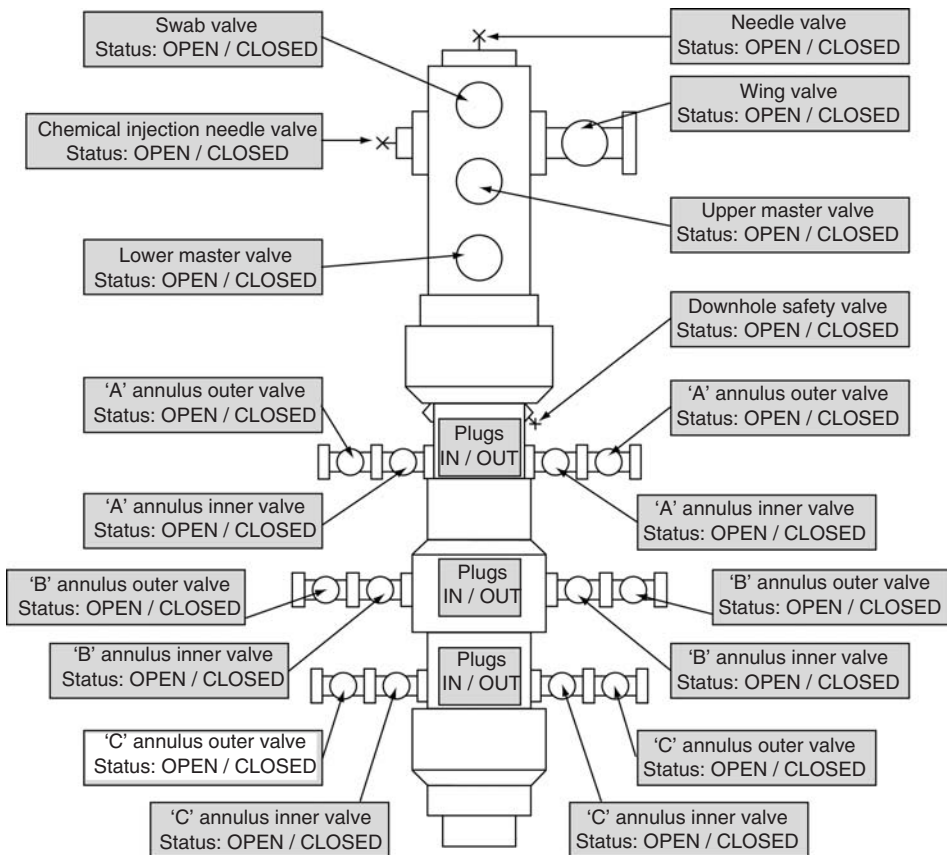 Swab valve
Status: OPEN / CLOSED
Needle valve
Status: OPEN / CLOSED
Wing valve
Status: OPEN / CLOSED
Chemical injection needle valve
Status: OPEN / CLOSED
Upper master valve
Status: OPEN / CLOSED
Lower master valve
Status: OPEN / CLOSED
Downhole safety valve
Status: OPEN / CLOSED
‘A’ annulus outer valve
Status: OPEN / CLOSED
‘A’ annulus outer valve
Status: OPEN / CLOSED
Plugs
IN / OUT
‘A’ annulus inner valve
Status: OPEN / CLOSED
‘A’ annulus inner valve
Status: OPEN / CLOSED
‘B’ annulus outer valve
Status: OPEN / CLOSED
Plugs
IN / OUT
‘B’ annulus outer valve
Status: OPEN / CLOSED
‘B’ annulus inner valve
Status: OPEN / CLOSED
Plugs
IN / OUT
‘B’ annulus inner valve
Status: OPEN / CLOSED
‘C’ annulus outer valve
Status: OPEN / CLOSED
‘C’ annulus outer valve
Status: OPEN / CLOSED
‘C’ annulus inner valve
Status: OPEN / CLOSED
‘C’ annulus inner valve
Status: OPEN / CLOSED